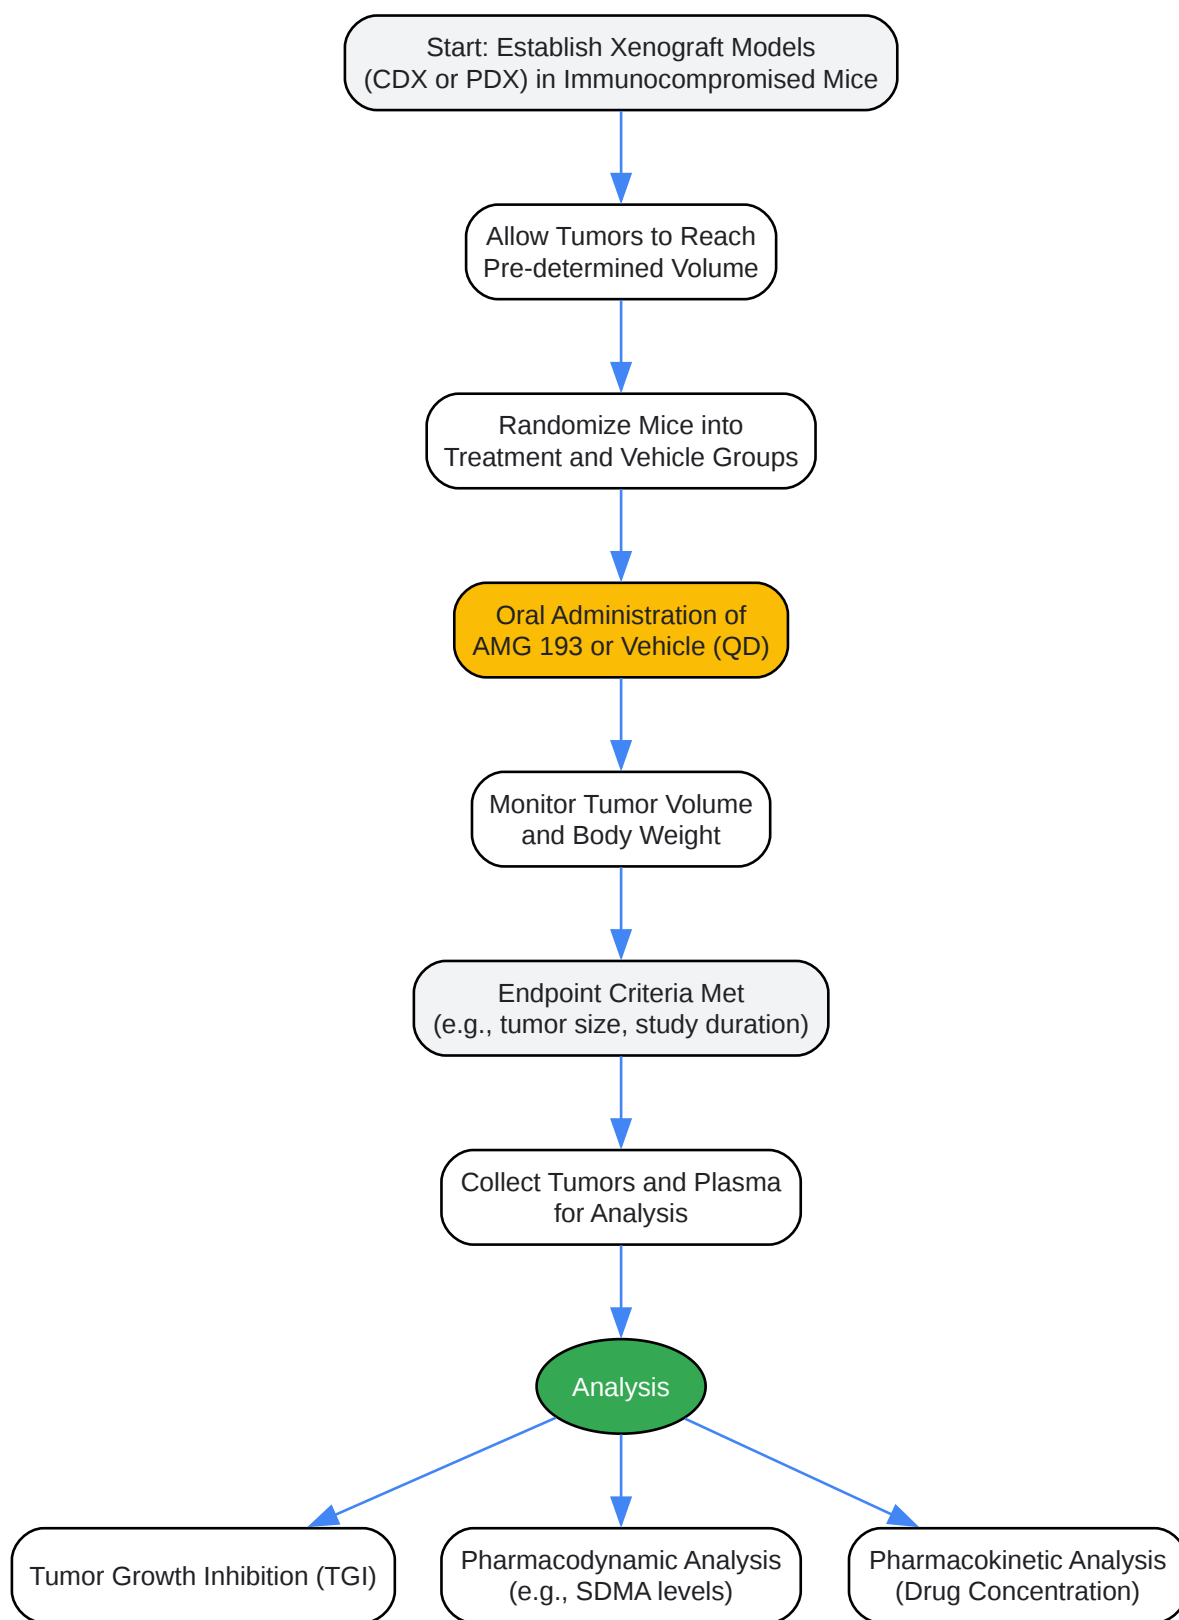 Start: Establish Xenograft Models
(CDX or PDX) in Immunocompromised Mice
Allow Tumors to Reach
Pre-determined Volume
Randomize Mice into
Treatment and Vehicle Groups
Oral Administration of
AMG 193 or Vehicle (QD)
Monitor Tumor Volume
and Body Weight
Endpoint Criteria Met
(e.g., tumor size, study duration)
Collect Tumors and Plasma
for Analysis
Analysis
Tumor Growth Inhibition (TGI)
Pharmacodynamic Analysis
(e.g., SDMA levels)
Pharmacokinetic Analysis
(Drug Concentration)